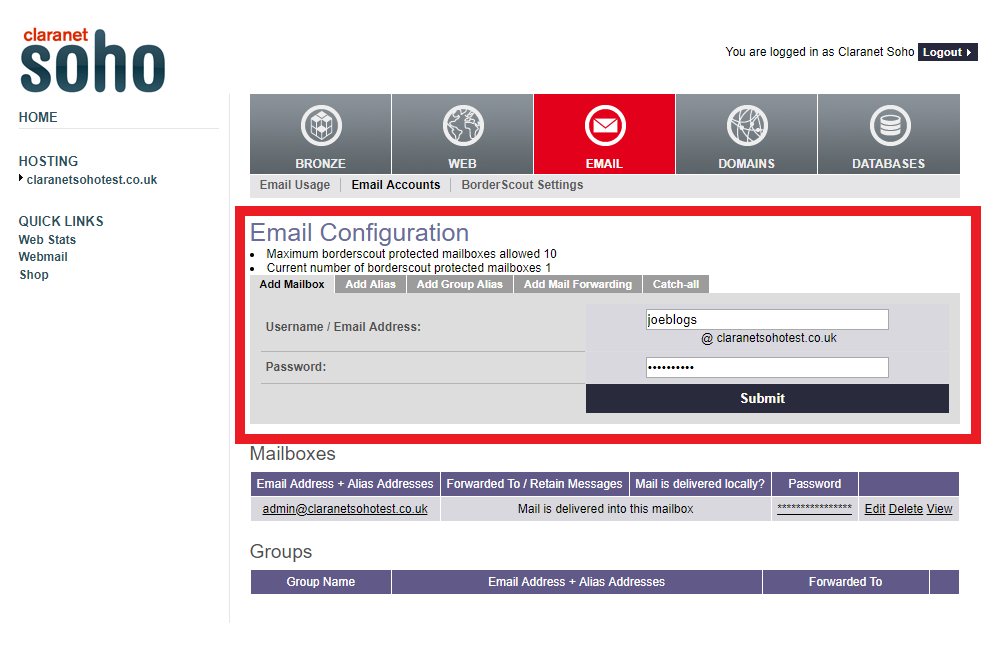 claranet
soho
You are logged in as Claranet Soho Logout
HOME
HOSTING
claranetsohotest.co.uk
QUICK LINKS
Web Stats
Webmail
Shop
BRONZE WEB EMAIL DOMAINS DATABASES
Email Usage Email Accounts BorderScout Settings
Email Configuration
Maximum borderscout protected mailboxes allowed 10
Current number of borderscout protected mailboxes 1
Add Mailbox Add Alias Add Group Alias Add Mail Forwarding Catch-all
Username / Email Address: joeblogs
@ claranetsohotest.co.uk
Password: ••••••••••
Submit
Mailboxes
Email Address + Alias Addresses Forwarded To / Retain Messages Mail is delivered locally? Password
admin@claranetsohotest.co.uk Mail is delivered into this mailbox **************** Edit Delete View
Groups
Group Name Email Address + Alias Addresses Forwarded To